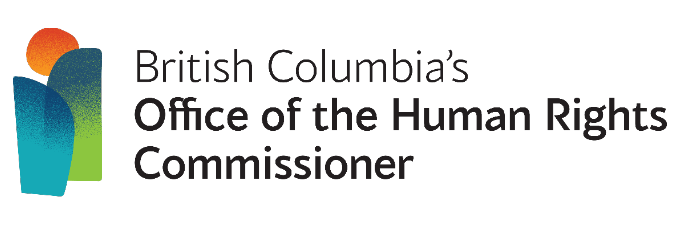 British Columbia’s
Office of the Human Rights
Commissioner